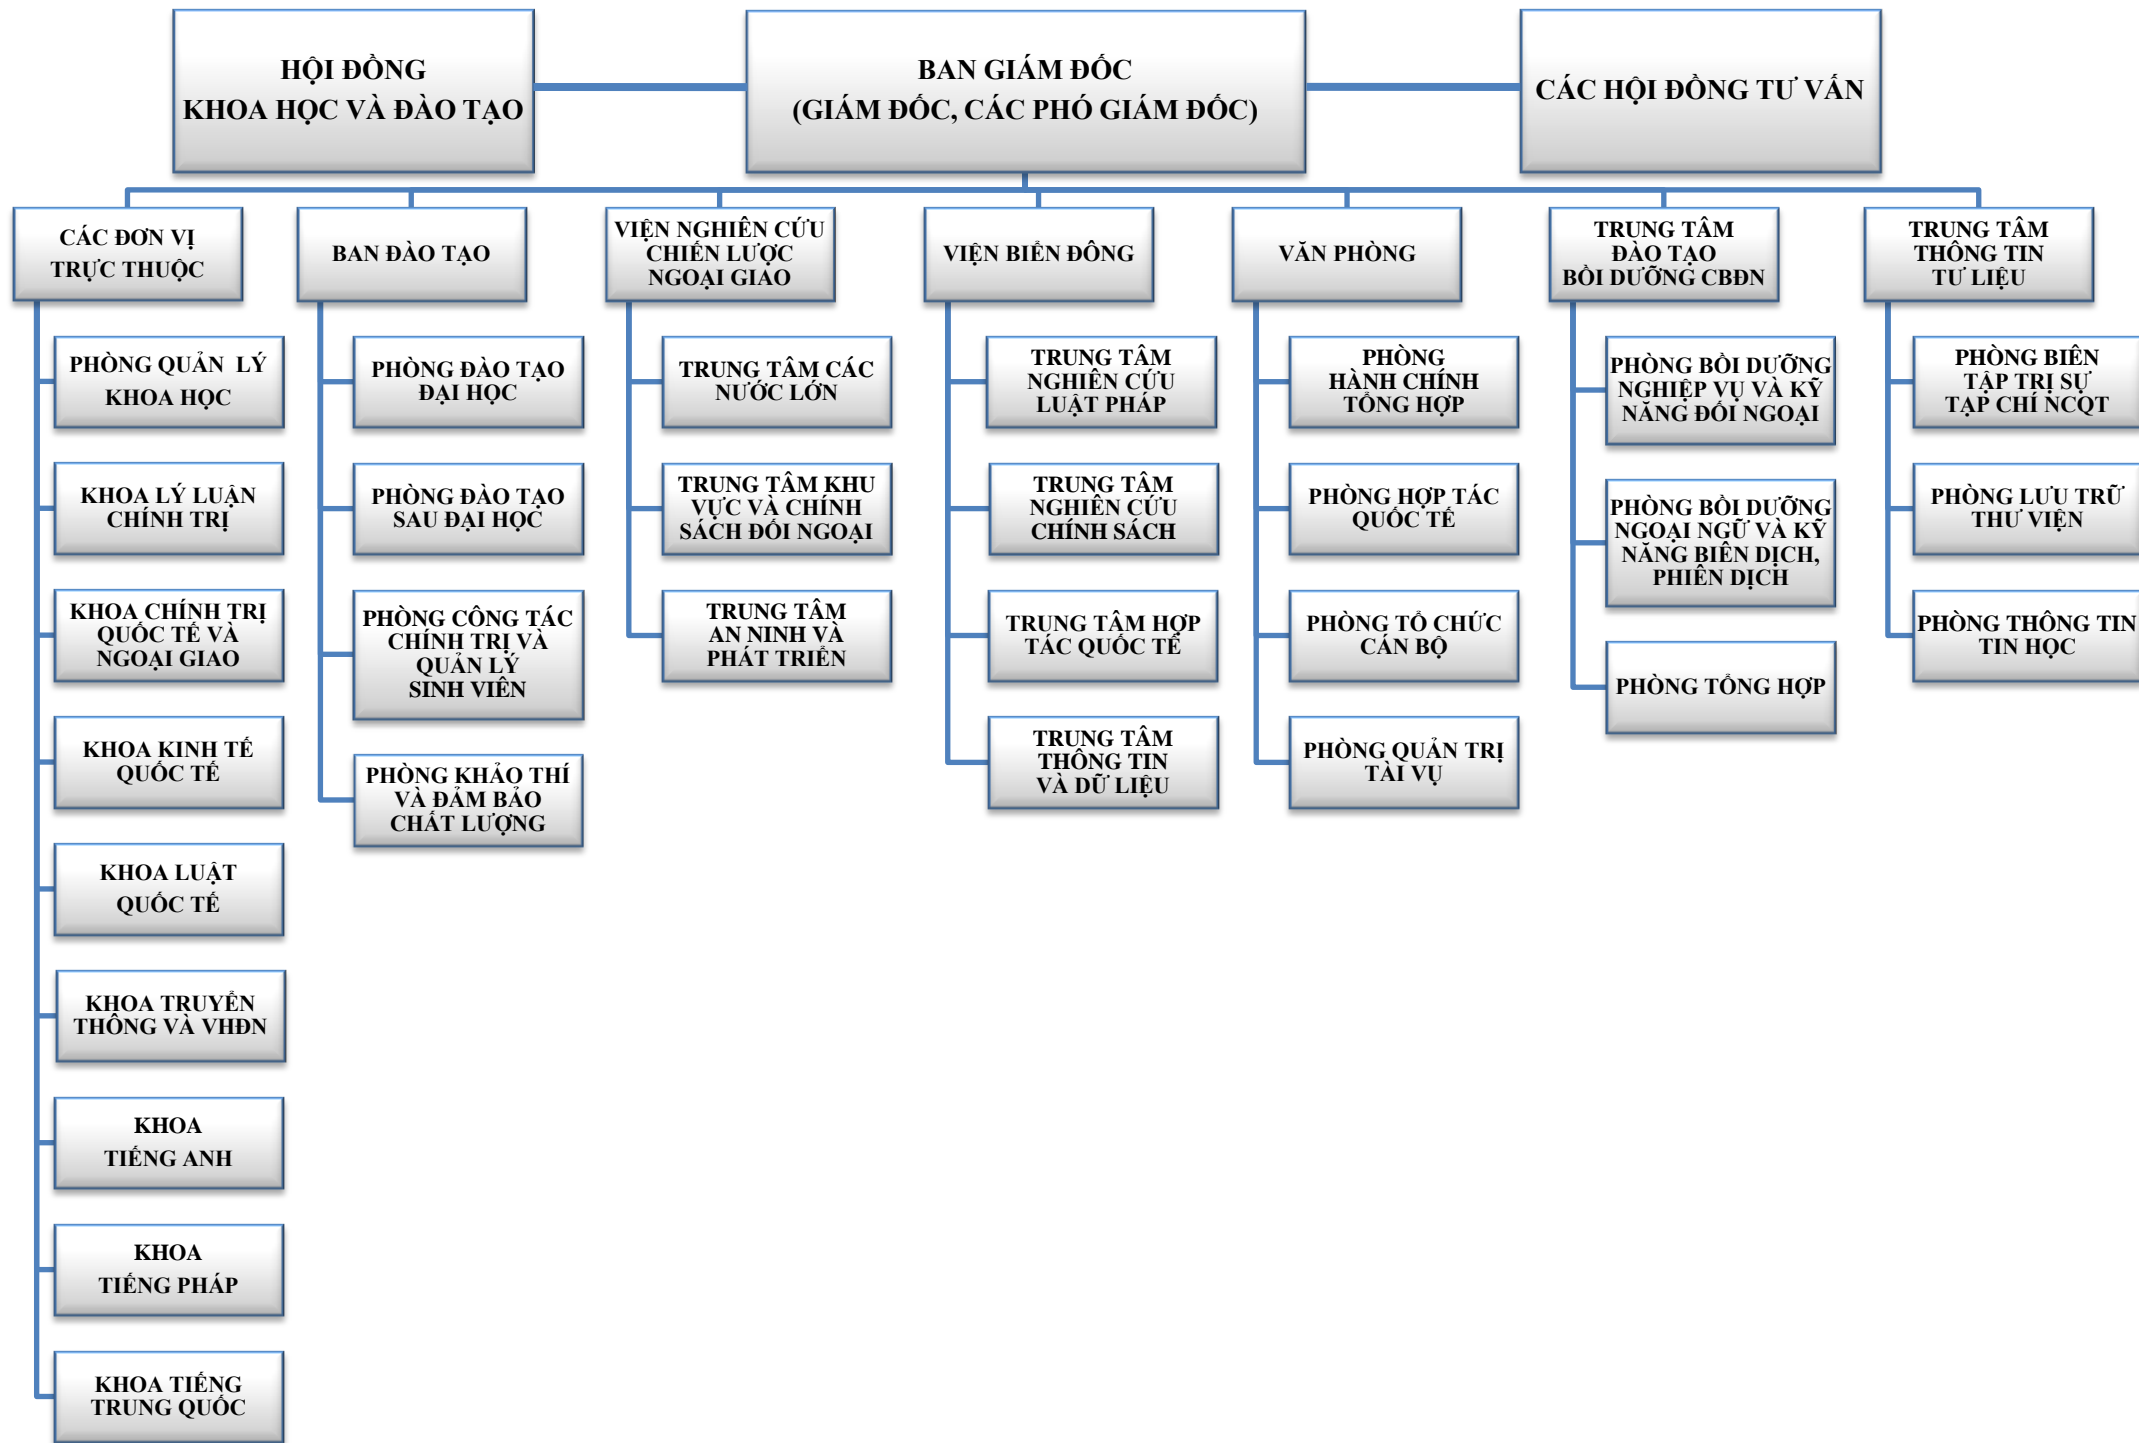 HỘI ĐỒNG
KHOA HỌC VÀ ĐÀO TẠO
BAN GIÁM ĐỐC
(GIÁM ĐỐC, CÁC PHÓ GIÁM ĐỐC)
CÁC HỘI ĐỒNG TƯ VẤN
CÁC ĐƠN VỊ
TRỰC THUỘC
PHÒNG QUẢN LÝ
KHOA HỌC
KHOA LÝ LUẬN
CHÍNH TRỊ
KHOA CHÍNH TRỊ
QUỐC TẾ VÀ
NGOẠI GIAO
KHOA KINH TẾ
QUỐC TẾ
KHOA LUẬT
QUỐC TẾ
KHOA TRUYỀN
THÔNG VÀ VHĐN
KHOA
TIẾNG ANH
KHOA
TIẾNG PHÁP
KHOA TIẾNG
TRUNG QUỐC
BAN ĐÀO TẠO
PHÒNG ĐÀO TẠO
ĐẠI HỌC
PHÒNG ĐÀO TẠO
SAU ĐẠI HỌC
PHÒNG CÔNG TÁC
CHÍNH TRỊ VÀ
QUẢN LÝ
SINH VIÊN
PHÒNG KHẢO THÍ
VÀ ĐẢM BẢO
CHẤT LƯỢNG
VIỆN NGHIÊN CỨU
CHIẾN LƯỢC
NGOẠI GIAO
TRUNG TÂM CÁC
NƯỚC LỚN
TRUNG TÂM KHU
VỰC VÀ CHÍNH
SÁCH ĐỐI NGOẠI
TRUNG TÂM
AN NINH VÀ
PHÁT TRIỂN
VIỆN BIỂN ĐÔNG
TRUNG TÂM
NGHIÊN CỨU
LUẬT PHÁP
TRUNG TÂM
NGHIÊN CỨU
CHÍNH SÁCH
TRUNG TÂM HỢP
TÁC QUỐC TẾ
TRUNG TÂM
THÔNG TIN
VÀ DỮ LIỆU
VĂN PHÒNG
PHÒNG
HÀNH CHÍNH
TỔNG HỢP
PHÒNG HỢP TÁC
QUỐC TẾ
PHÒNG TỔ CHỨC
CÁN BỘ
PHÒNG QUẢN TRỊ
TÀI VỤ
TRUNG TÂM
ĐÀO TẠO
BỒI DƯỠNG CBĐN
PHÒNG BỒI DƯỠNG
NGHIỆP VỤ VÀ KỸ
NĂNG ĐỐI NGOẠI
PHÒNG BỒI DƯỠNG
NGOẠI NGỮ VÀ KỸ
NĂNG BIÊN DỊCH,
PHIÊN DỊCH
PHÒNG TỔNG HỢP
TRUNG TÂM
THÔNG TIN
TƯ LIỆU
PHÒNG BIÊN
TẬP TRỊ SỰ
TẠP CHÍ NCQT
PHÒNG LƯU TRỮ
THƯ VIỆN
PHÒNG THÔNG TIN
TIN HỌC